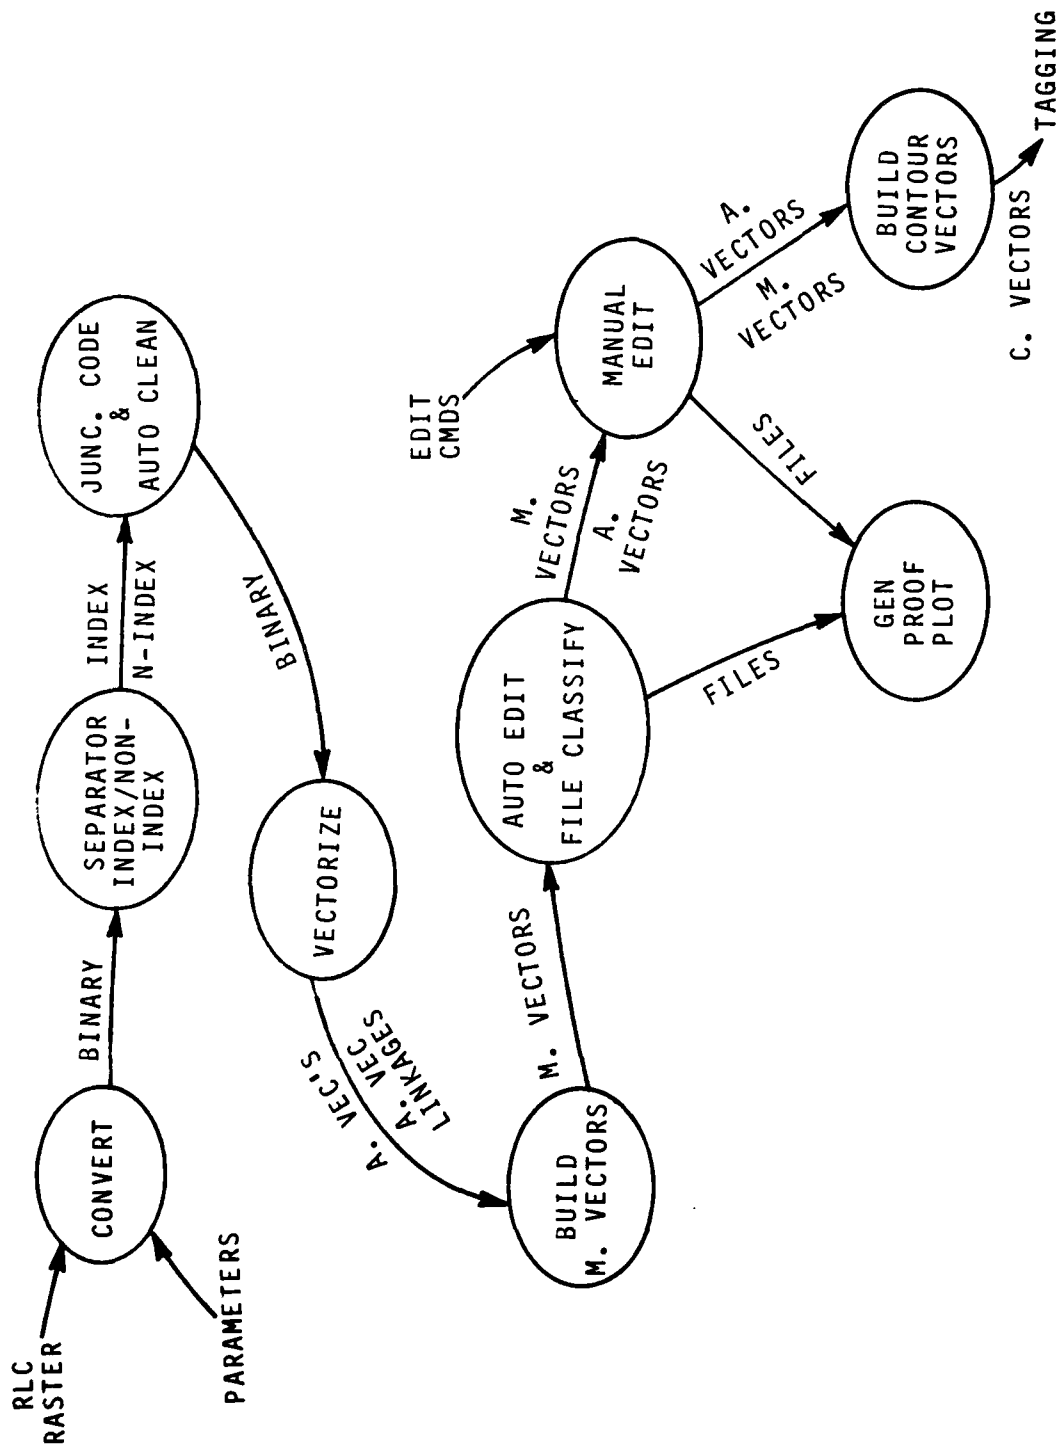 RLC
RASTER
PARAMETERS
CONVERT
BINARY
SEPARATOR
INDEX/NON-
INDEX
INDEX
N-INDEX
JUNC. CODE
&
AUTO CLEAN
BINARY
VECTORIZE
A. VEC'S
A. VEC
LINKAGES
BUILD
M. VECTORS
M. VECTORS
AUTO EDIT
&
FILE CLASSIFY
M.
VECTORS
A.
VECTORS
FILES
EDIT
CMDS
MANUAL
EDIT
FILES
GEN
PROOF
PLOT
A.
VECTORS
M.
VECTORS
BUILD
CONTOUR
VECTORS
C. VECTORS
TAGGING